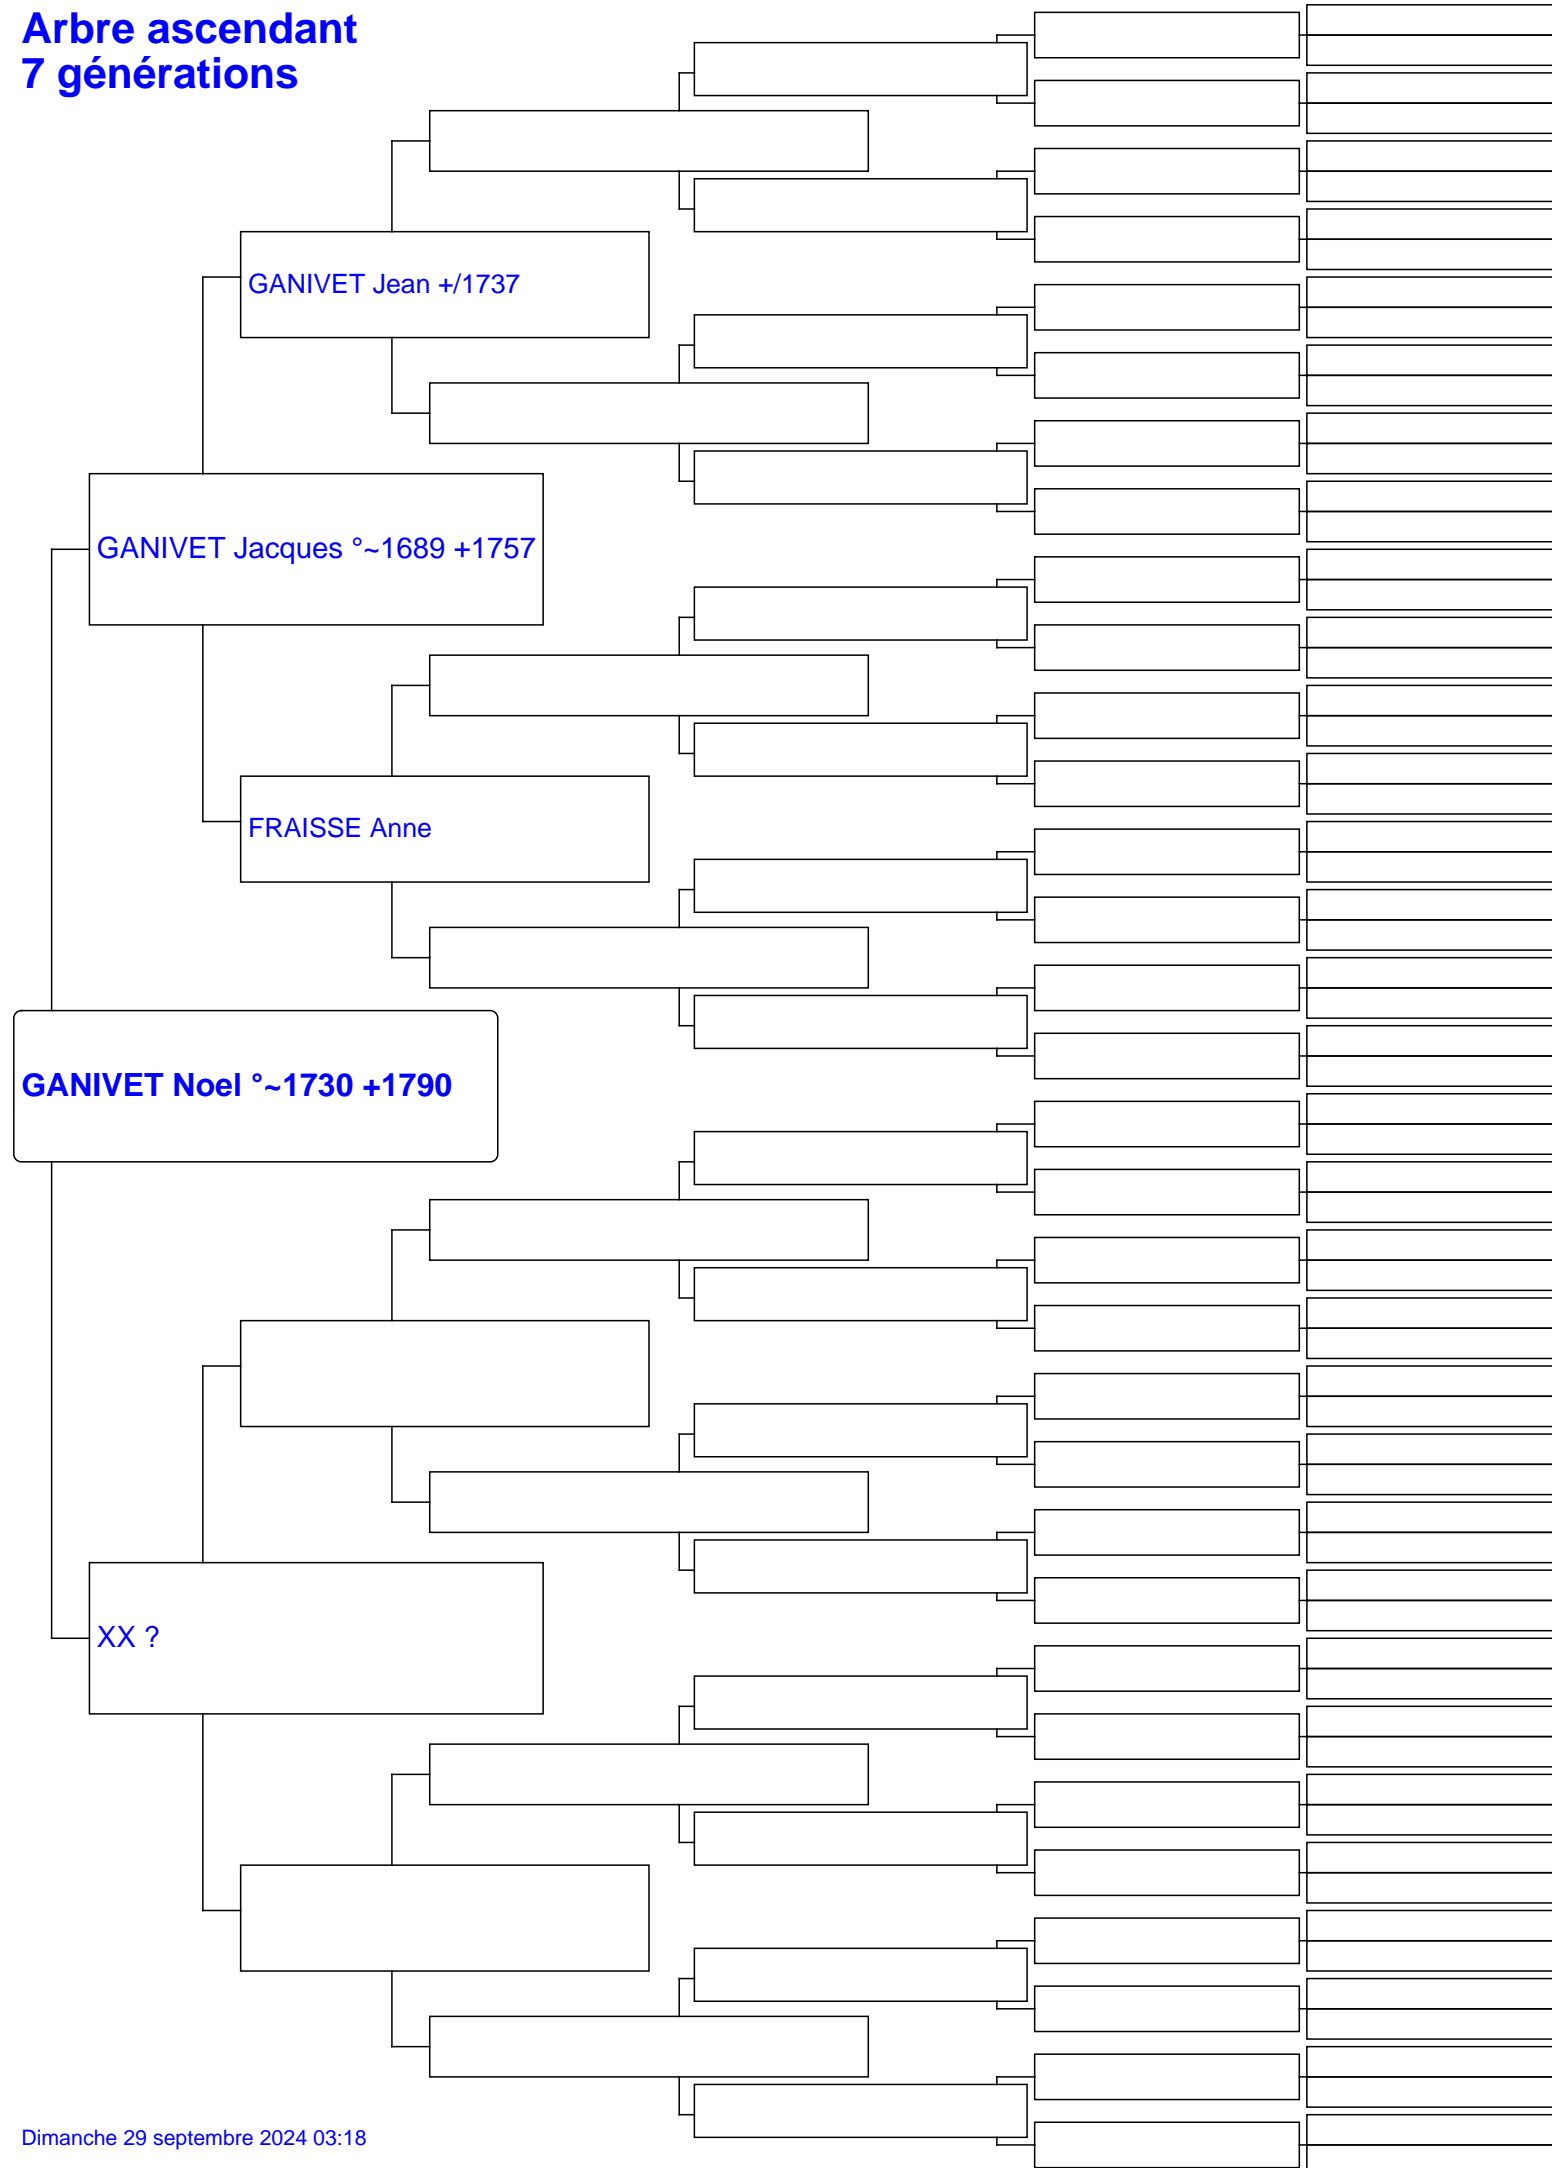 Arbre ascendant
7 générations
GANIVET Jean +/1737
GANIVET Jacques °~1689 +1757
FRAISSE Anne
GANIVET Noel °~1730 +1790
XX ?
Dimanche 29 septembre 2024 03:18